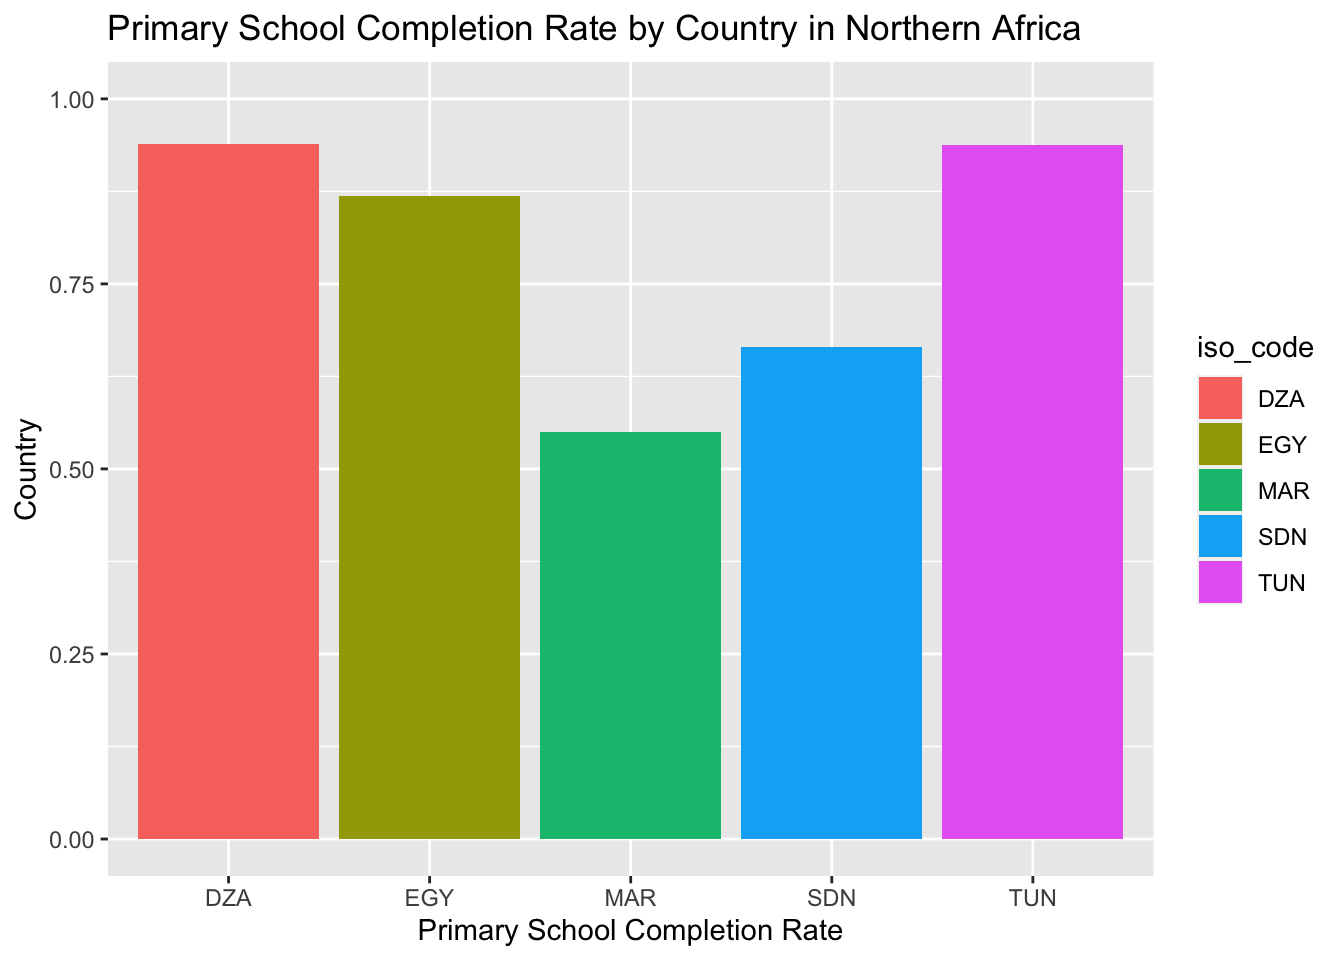 Primary School Completion Rate by Country in Northern Africa
1.00
0.75
0.50
0.25
0.00
Country
DZA
EGY
MAR
SDN
TUN
Primary School Completion Rate
iso_code
DZA
EGY
MAR
SDN
TUN